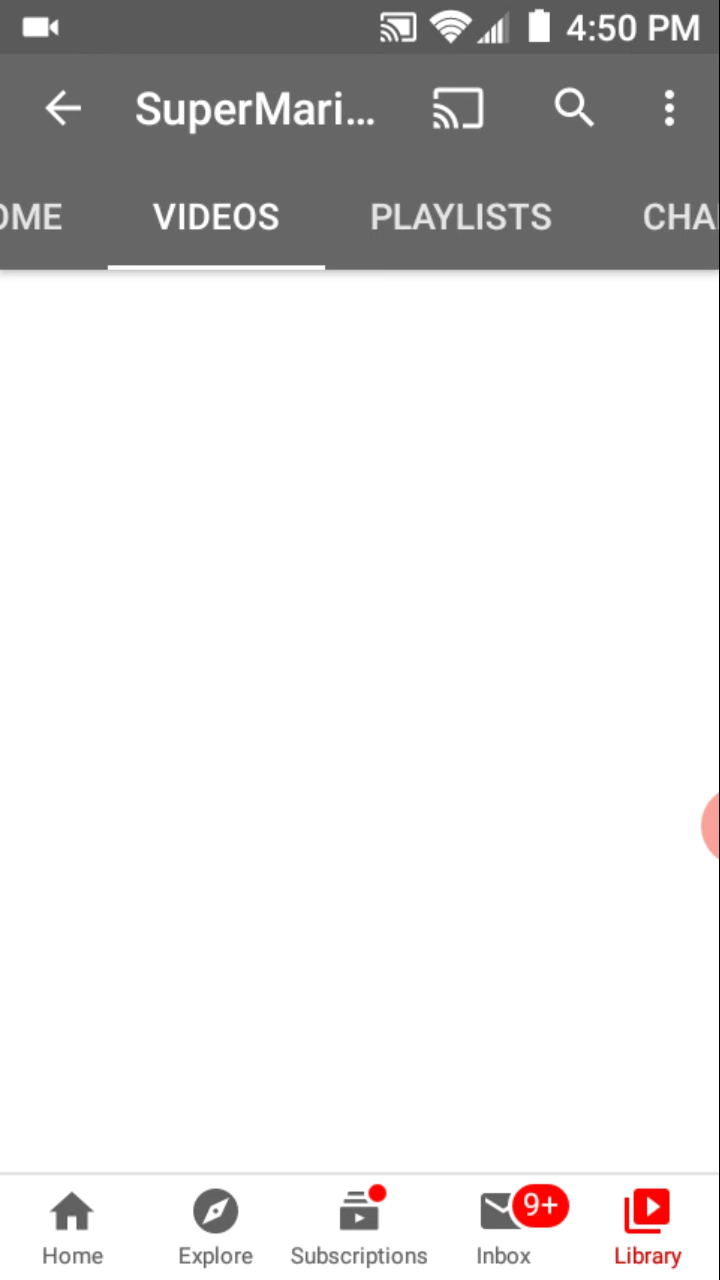 4:50 PM
SuperMari...
OME VIDEOS PLAYLISTS CHA
9+
Home Explore Subscriptions Inbox Library